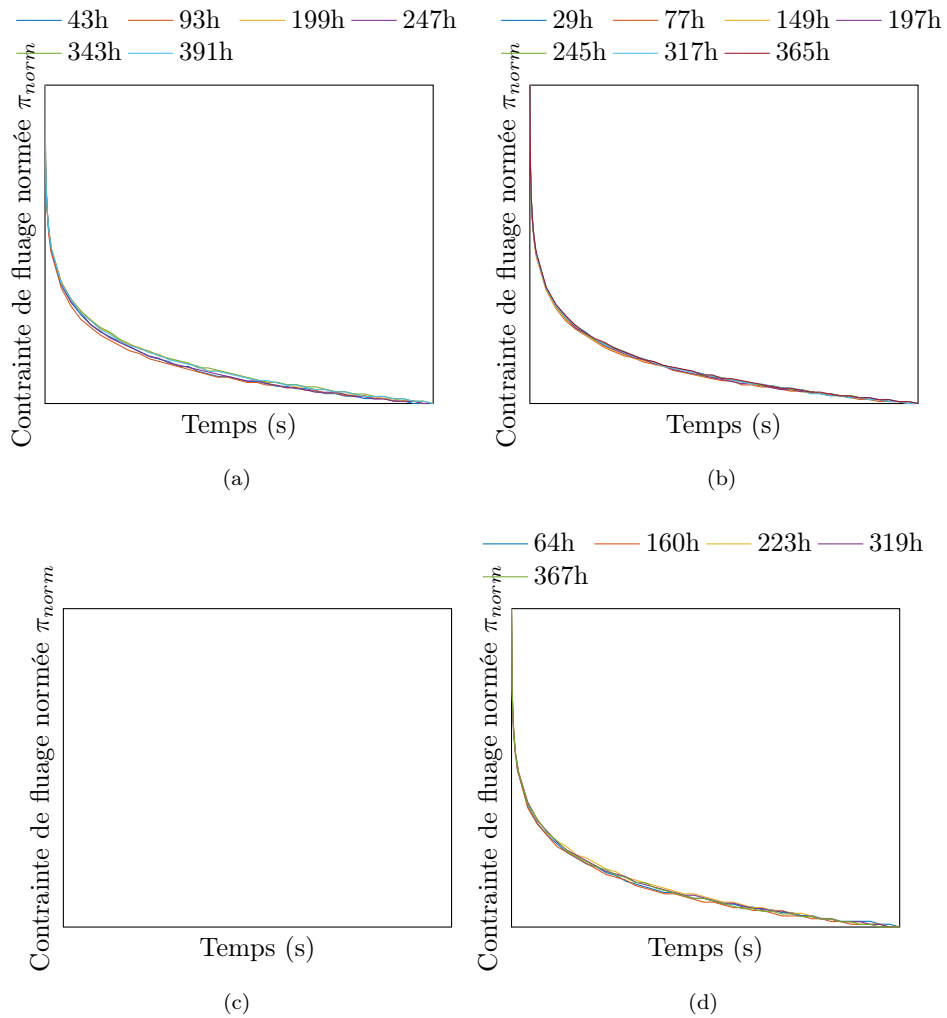 43h 93h 199h 247h
343h 391h
Contrainte de fluage normée π_norm
Temps (s)
(a)
29h 77h 149h 197h
245h 317h 365h
Contrainte de fluage normée π_norm
Temps (s)
(b)
Contrainte de fluage normée π_norm
Temps (s)
(c)
64h 160h 223h 319h
367h
Contrainte de fluage normée π_norm
Temps (s)
(d)